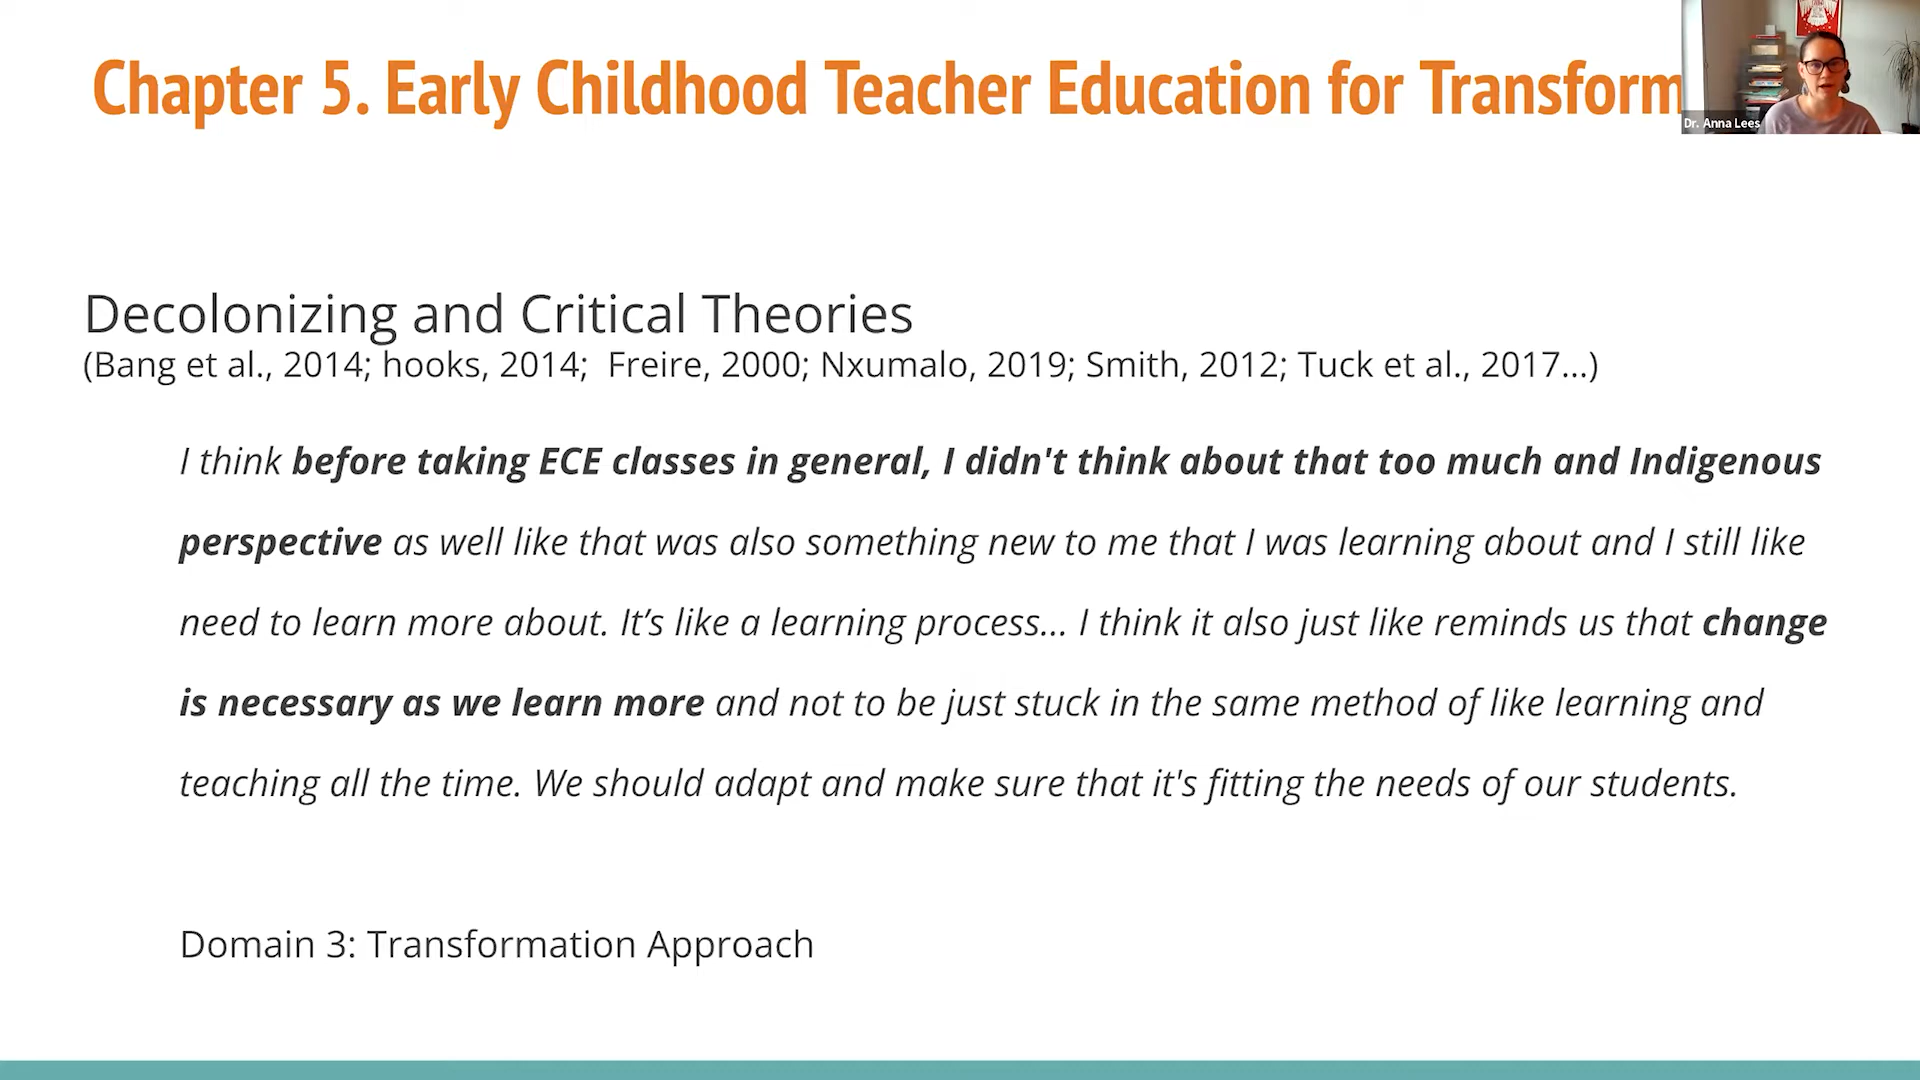 Chapter 5. Early Childhood Teacher Education for Transform
Dr. Anna Lees
Decolonizing and Critical Theories
(Bang et al., 2014; hooks, 2014;  Freire, 2000; Nxumalo, 2019; Smith, 2012; Tuck et al., 2017...)
I think before taking ECE classes in general, I didn't think about that too much and Indigenous
perspective as well like that was also something new to me that I was learning about and I still like
need to learn more about. It’s like a learning process... I think it also just like reminds us that change
is necessary as we learn more and not to be just stuck in the same method of like learning and
teaching all the time. We should adapt and make sure that it's fitting the needs of our students.
Domain 3: Transformation Approach